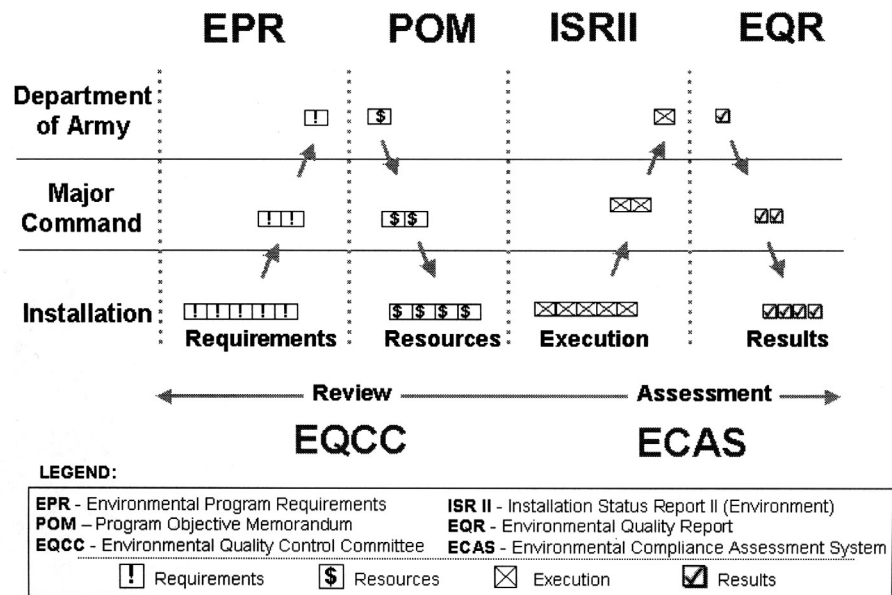 EPR POM ISRII EQR
Department
of Army
! $
Major
Command
! ! $ $
Installation
! ! ! ! ! $ $ $ $
Requirements Resources Execution Results
Review Assessment
EQCC ECAS
LEGEND:
EPR - Environmental Program Requirements ISR II - Installation Status Report II (Environment)
POM – Program Objective Memorandum EQR - Environmental Quality Report
EQCC - Environmental Quality Control Committee ECAS - Environmental Compliance Assessment System
! Requirements $ Resources Execution Results